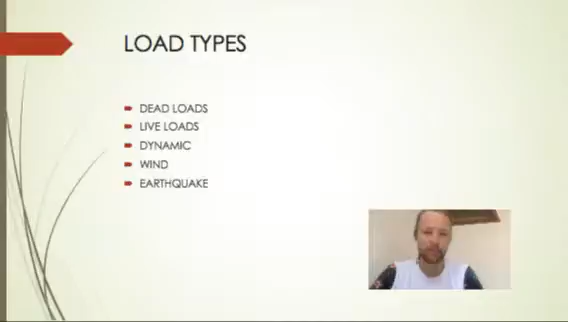 LOAD TYPES
DEAD LOADS
LIVE LOADS
DYNAMIC
WIND
EARTHQUAKE